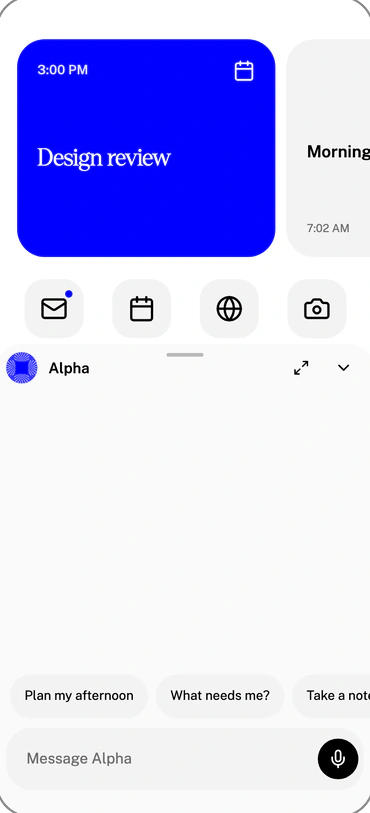 3:00 PM
Design review
Morning
7:02 AM
Alpha
Plan my afternoon
What needs me?
Take a note
Message Alpha